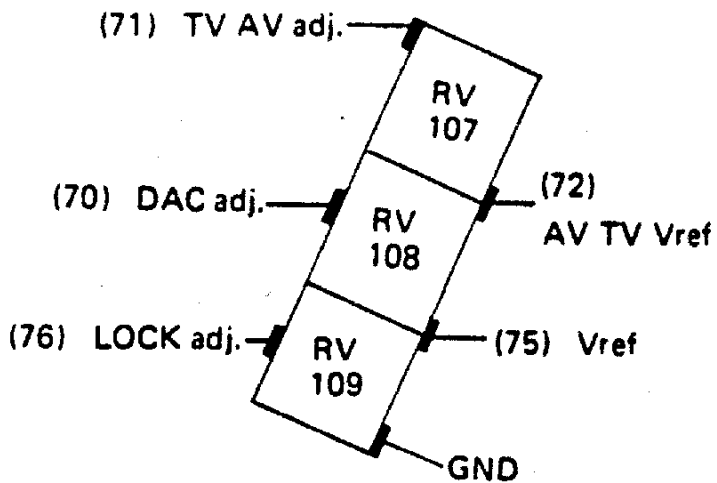 (71) TV AV adj.
RV
107
(72)
AV TV Vref
(70) DAC adj.
RV
108
(76) LOCK adj.
(75) Vref
RV
109
GND